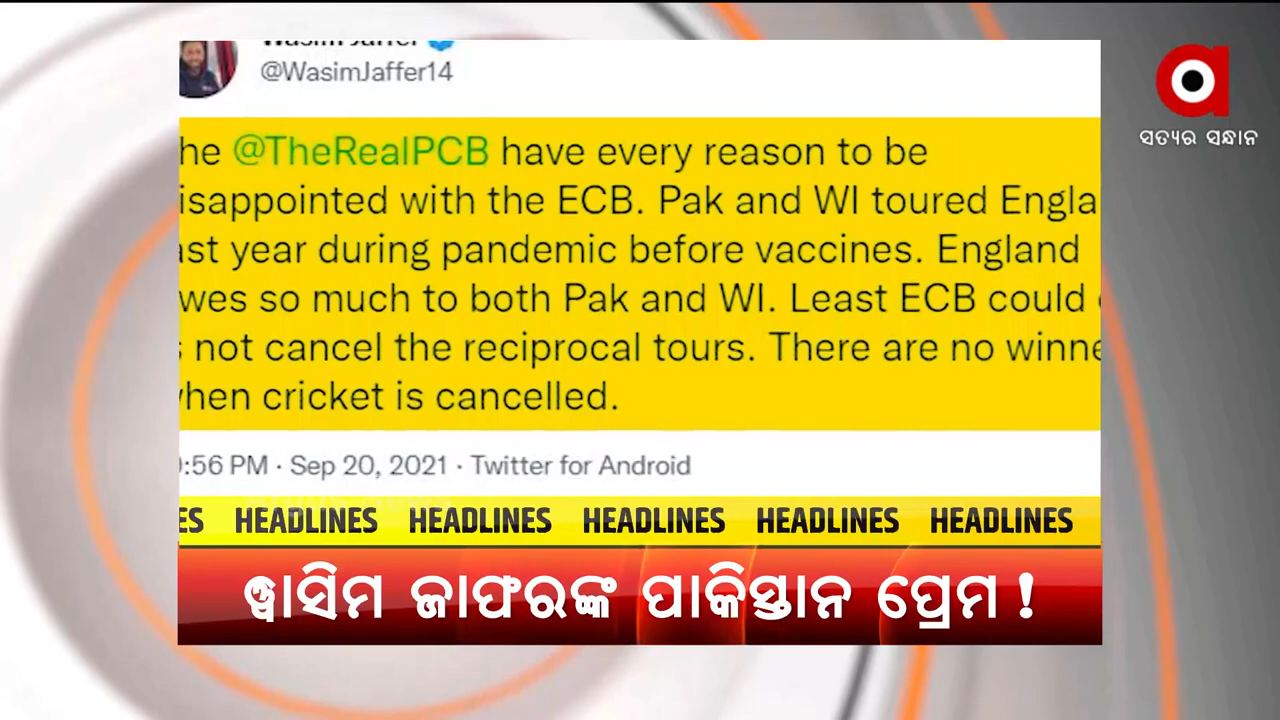 Wasim Jaffer
@WasimJaffer14
ସତ୍ୟର ସନ୍ଧାନ
he @TheRealPCB have every reason to be
isappointed with the ECB. Pak and WI toured Engla
ast year during pandemic before vaccines. England
wes so much to both Pak and WI. Least ECB could
s not cancel the reciprocal tours. There are no winne
hen cricket is cancelled.
:56 PM · Sep 20, 2021 · Twitter for Android
ES HEADLINES HEADLINES HEADLINES HEADLINES HEADLINES
ୱାସିମ ଜାଫରଙ୍କ ପାକିସ୍ତାନ ପ୍ରେମ !